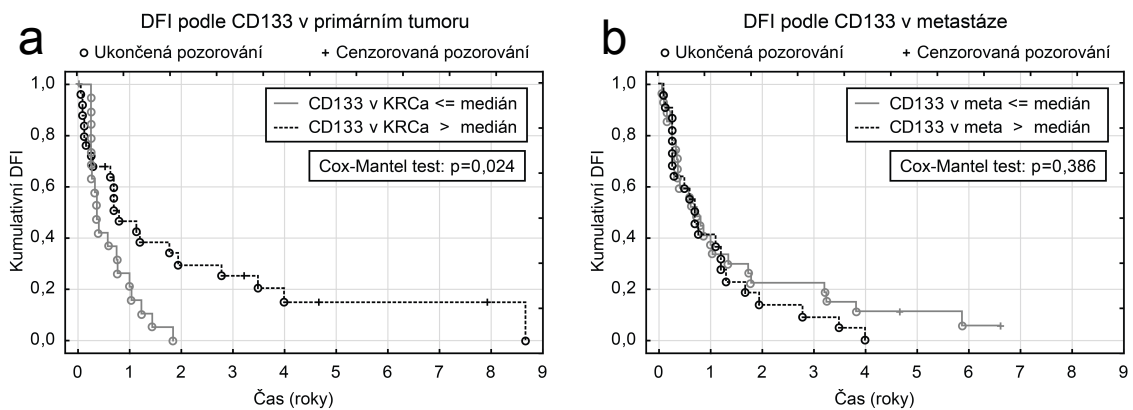 a
DFI podle CD133 v primárním tumoru
Ukončená pozorování
Cenzorovaná pozorování
CD133 v KRCa <= medián
CD133 v KRCa > medián
Cox-Mantel test: p=0,024
Kumulativní DFI
1,0
0,8
0,6
0,4
0,2
0,0
0 1 2 3 4 5 6 7 8 9
Čas (roky)
b
DFI podle CD133 v metastáze
Ukončená pozorování
Cenzorovaná pozorování
CD133 v meta <= medián
CD133 v meta > medián
Cox-Mantel test: p=0,386
Kumulativní DFI
1,0
0,8
0,6
0,4
0,2
0,0
0 1 2 3 4 5 6 7 8 9
Čas (roky)